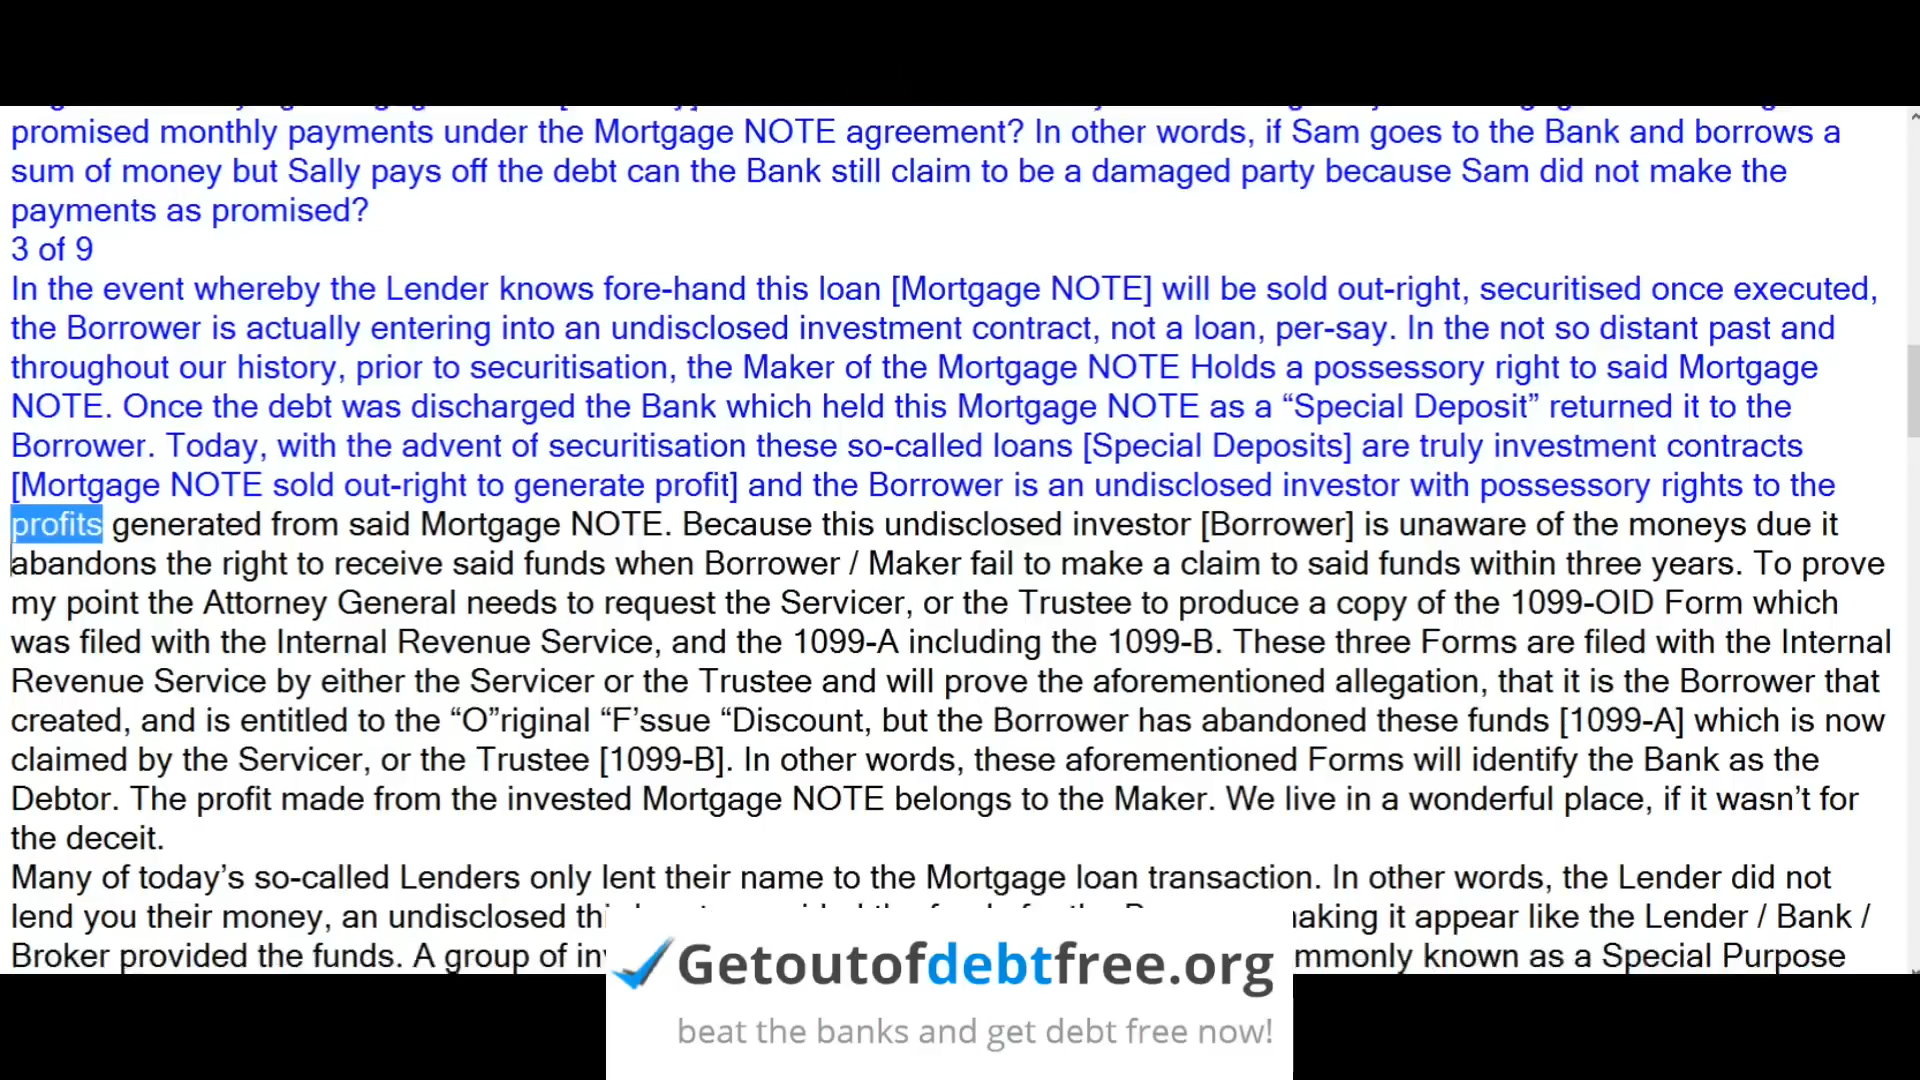 promised monthly payments under the Mortgage NOTE agreement? In other words, if Sam goes to the Bank and borrows a
sum of money but Sally pays off the debt can the Bank still claim to be a damaged party because Sam did not make the
payments as promised?
3 of 9
In the event whereby the Lender knows fore-hand this loan [Mortgage NOTE] will be sold out-right, securitised once executed,
the Borrower is actually entering into an undisclosed investment contract, not a loan, per-say. In the not so distant past and
throughout our history, prior to securitisation, the Maker of the Mortgage NOTE Holds a possessory right to said Mortgage
NOTE. Once the debt was discharged the Bank which held this Mortgage NOTE as a “Special Deposit” returned it to the
Borrower. Today, with the advent of securitisation these so-called loans [Special Deposits] are truly investment contracts
[Mortgage NOTE sold out-right to generate profit] and the Borrower is an undisclosed investor with possessory rights to the
profits generated from said Mortgage NOTE. Because this undisclosed investor [Borrower] is unaware of the moneys due it
abandons the right to receive said funds when Borrower / Maker fail to make a claim to said funds within three years. To prove
my point the Attorney General needs to request the Servicer, or the Trustee to produce a copy of the 1099-OID Form which
was filed with the Internal Revenue Service, and the 1099-A including the 1099-B. These three Forms are filed with the Internal
Revenue Service by either the Servicer or the Trustee and will prove the aforementioned allegation, that it is the Borrower that
created, and is entitled to the “O”riginal “F’ssue “Discount, but the Borrower has abandoned these funds [1099-A] which is now
claimed by the Servicer, or the Trustee [1099-B]. In other words, these aforementioned Forms will identify the Bank as the
Debtor. The profit made from the invested Mortgage NOTE belongs to the Maker. We live in a wonderful place, if it wasn’t for
the deceit.
Many of today’s so-called Lenders only lent their name to the Mortgage loan transaction. In other words, the Lender did not
lend you their money, an undisclosed making it appear like the Lender / Bank /
Broker provided the funds. A group of commonly known as a Special Purpose
Getoutofdebtfree.org
beat the banks and get debt free now!